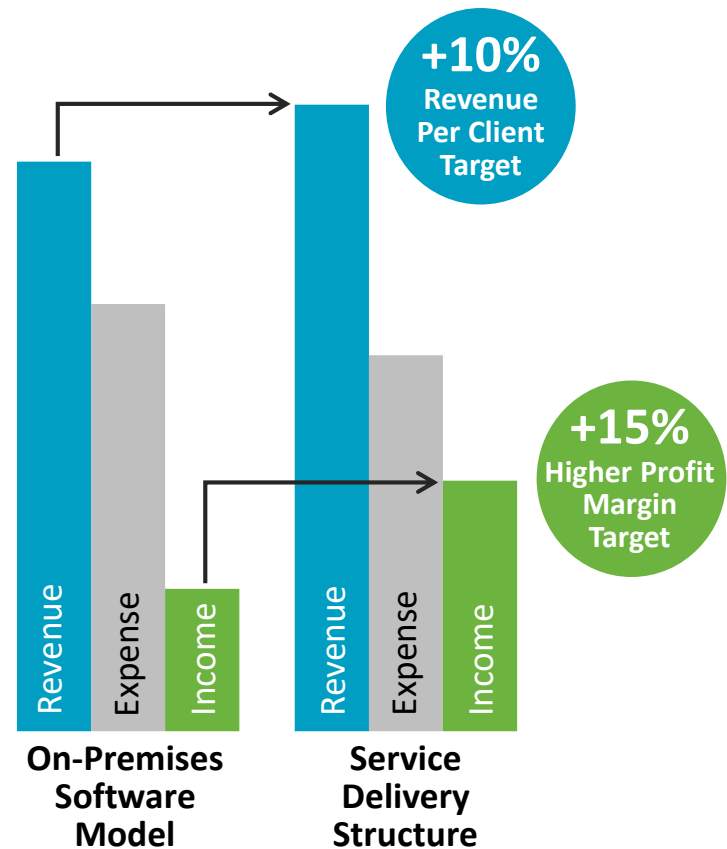 +10%
Revenue
Per Client
Target
+15%
Higher Profit
Margin
Target
Revenue
Expense
Income
Revenue
Expense
Income
On-Premises
Software
Model
Service
Delivery
Structure